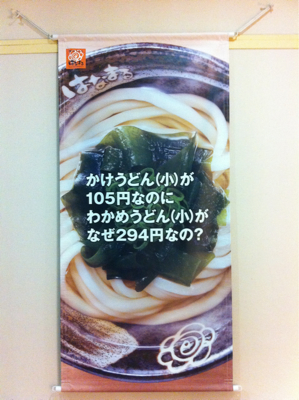 はなまる
かけうどん(小)が
105円なのに
わかめうどん(小)が
なぜ294円なの?